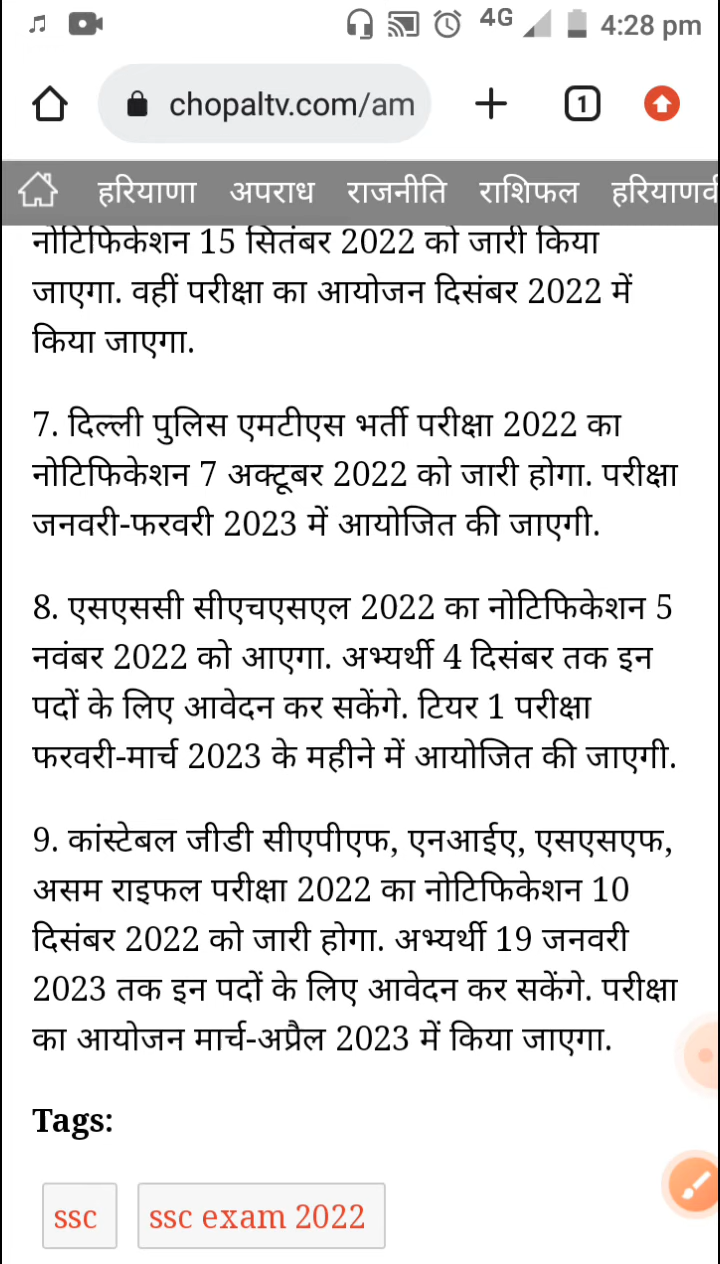 4G 4:28 pm
chopaltv.com/am
1
हरियाणा अपराध राजनीति राशिफल
नोटिफिकेशन 15 सितंबर 2022 को जारी किया
जाएगा. वहीं परीक्षा का आयोजन दिसंबर 2022 में
किया जाएगा.
7. दिल्ली पुलिस एमटीएस भर्ती परीक्षा 2022 का
नोटिफिकेशन 7 अक्टूबर 2022 को जारी होगा. परीक्षा
जनवरी-फरवरी 2023 में आयोजित की जाएगी.
8. एसएससी सीएचएसएल 2022 का नोटिफिकेशन 5
नवंबर 2022 को आएगा. अभ्यर्थी 4 दिसंबर तक इन
पदों के लिए आवेदन कर सकेंगे. टियर 1 परीक्षा
फरवरी-मार्च 2023 के महीने में आयोजित की जाएगी.
9. कांस्टेबल जीडी सीएपीएफ, एनआईए, एसएसएफ,
असम राइफल परीक्षा 2022 का नोटिफिकेशन 10
दिसंबर 2022 को जारी होगा. अभ्यर्थी 19 जनवरी
2023 तक इन पदों के लिए आवेदन कर सकेंगे. परीक्षा
का आयोजन मार्च-अप्रैल 2023 में किया जाएगा.
Tags:
ssc ssc exam 2022